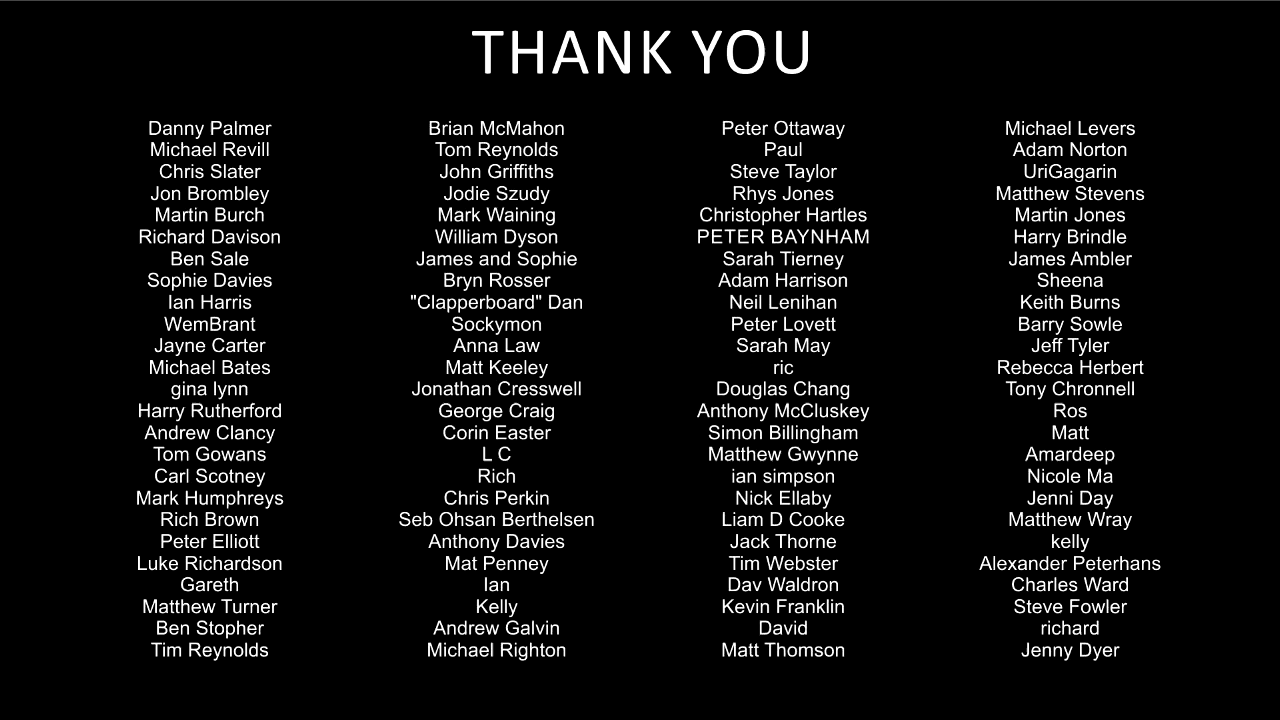 THANK YOU
Danny Palmer
Michael Revill
Chris Slater
Jon Brombley
Martin Burch
Richard Davison
Ben Sale
Sophie Davies
Ian Harris
WemBrant
Jayne Carter
Michael Bates
gina lynn
Harry Rutherford
Andrew Clancy
Tom Gowans
Carl Scotney
Mark Humphreys
Rich Brown
Peter Elliott
Luke Richardson
Gareth
Matthew Turner
Ben Stopher
Tim Reynolds
Brian McMahon
Tom Reynolds
John Griffiths
Jodie Szudy
Mark Waining
William Dyson
James and Sophie
Bryn Rosser
"Clapperboard" Dan
Sockymon
Anna Law
Matt Keeley
Jonathan Cresswell
George Craig
Corin Easter
L C
Rich
Chris Perkin
Seb Ohsan Berthelsen
Anthony Davies
Mat Penney
Ian
Kelly
Andrew Galvin
Michael Righton
Peter Ottaway
Paul
Steve Taylor
Rhys Jones
Christopher Hartles
PETER BAYNHAM
Sarah Tierney
Adam Harrison
Neil Lenihan
Peter Lovett
Sarah May
ric
Douglas Chang
Anthony McCluskey
Simon Billingham
Matthew Gwynne
ian simpson
Nick Ellaby
Liam D Cooke
Jack Thorne
Tim Webster
Dav Waldron
Kevin Franklin
David
Matt Thomson
Michael Levers
Adam Norton
UriGagarin
Matthew Stevens
Martin Jones
Harry Brindle
James Ambler
Sheena
Keith Burns
Barry Sowle
Jeff Tyler
Rebecca Herbert
Tony Chronnell
Ros
Matt
Amardeep
Nicole Ma
Jenni Day
Matthew Wray
kelly
Alexander Peterhans
Charles Ward
Steve Fowler
richard
Jenny Dyer